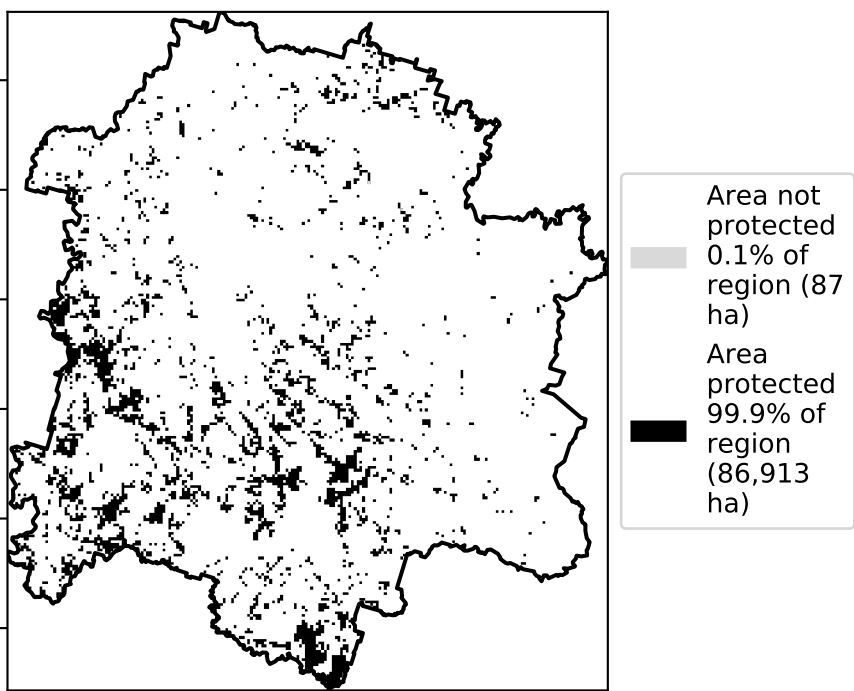 Area not
protected
0.1% of
region (87
ha)
Area
protected
99.9% of
region
(86,913
ha)